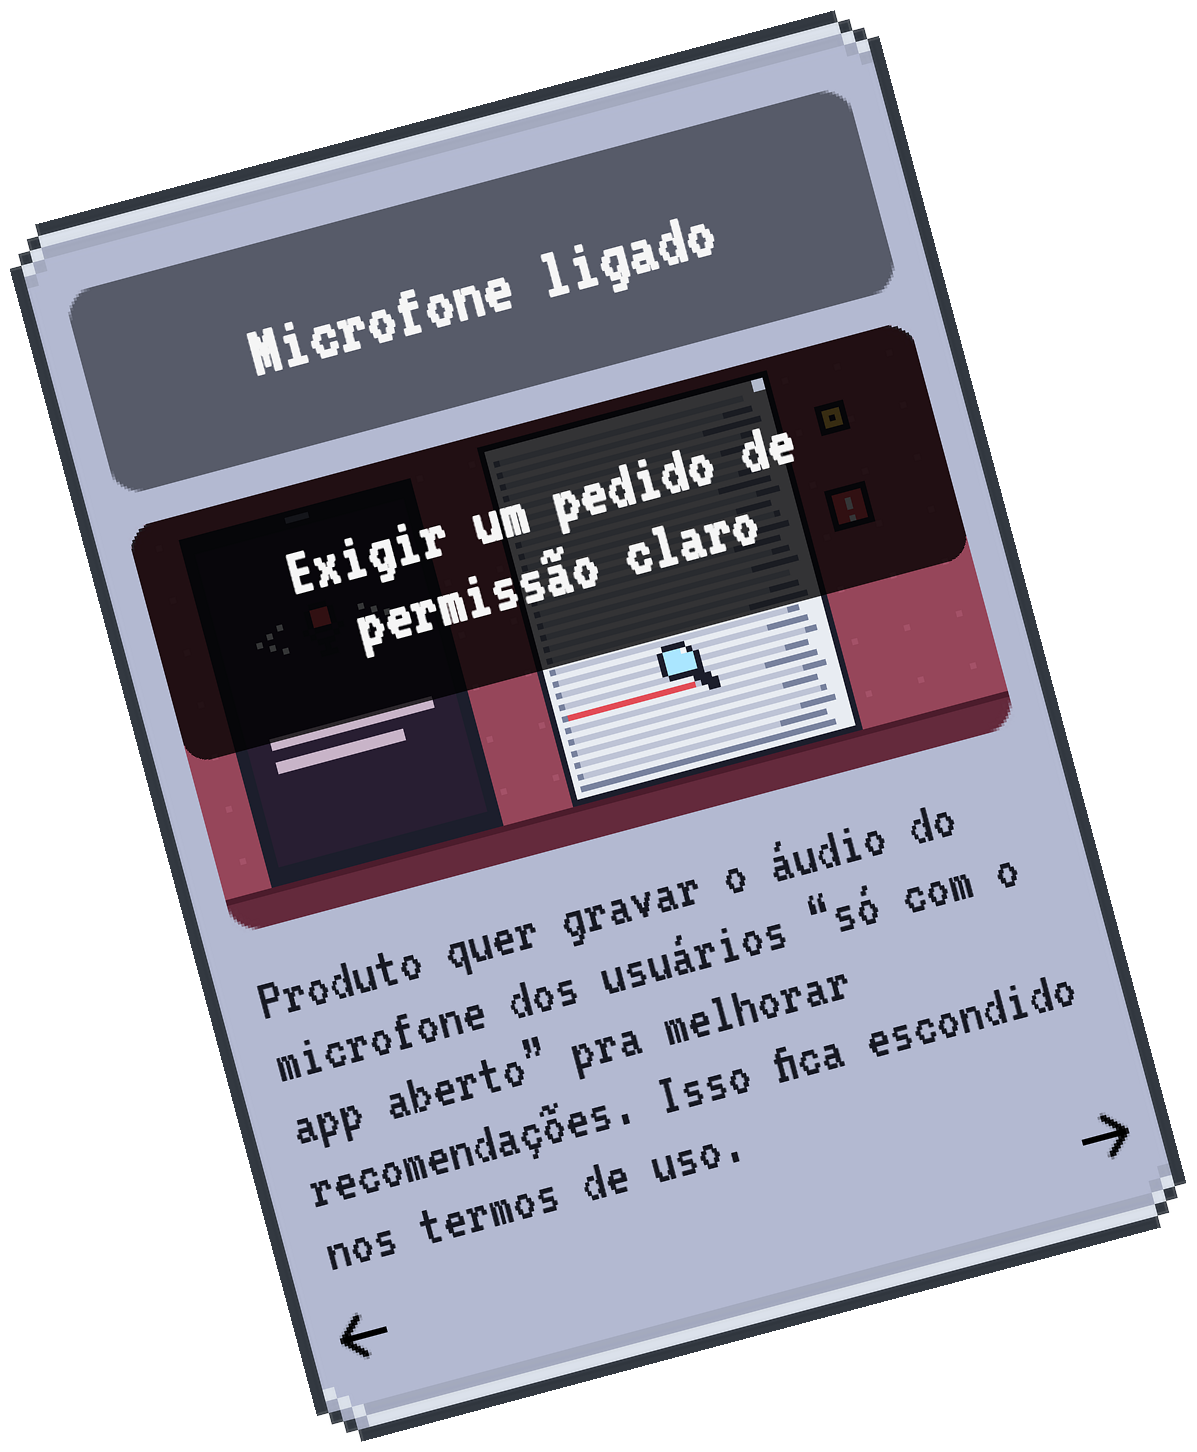 Microfone ligado
Exigir um pedido de
permissão claro
Produto quer gravar o áudio do
microfone dos usuários “só com o
app aberto” pra melhorar
recomendações. Isso fica escondido
nos termos de uso.